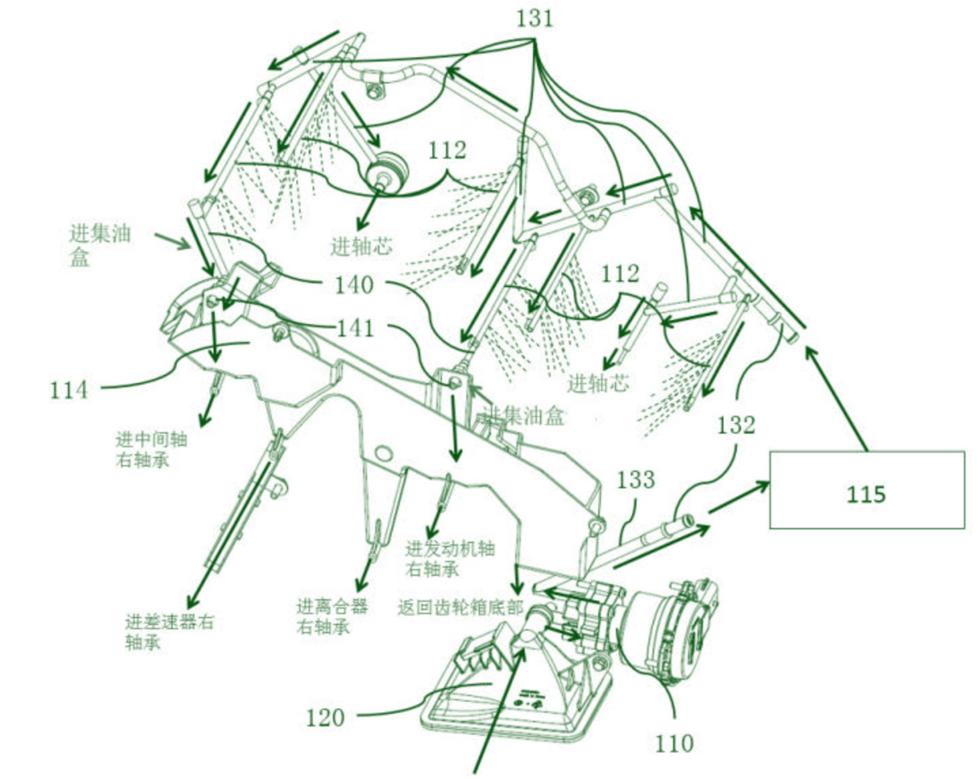 131
112
进集油
盒
进轴芯
140
112
141
114
进轴芯
进集油盒
132
进中间轴
右轴承
133
115
进发动机轴
右轴承
进差速器右
轴承
进离合器
右轴承
返回齿轮箱底部
120
110